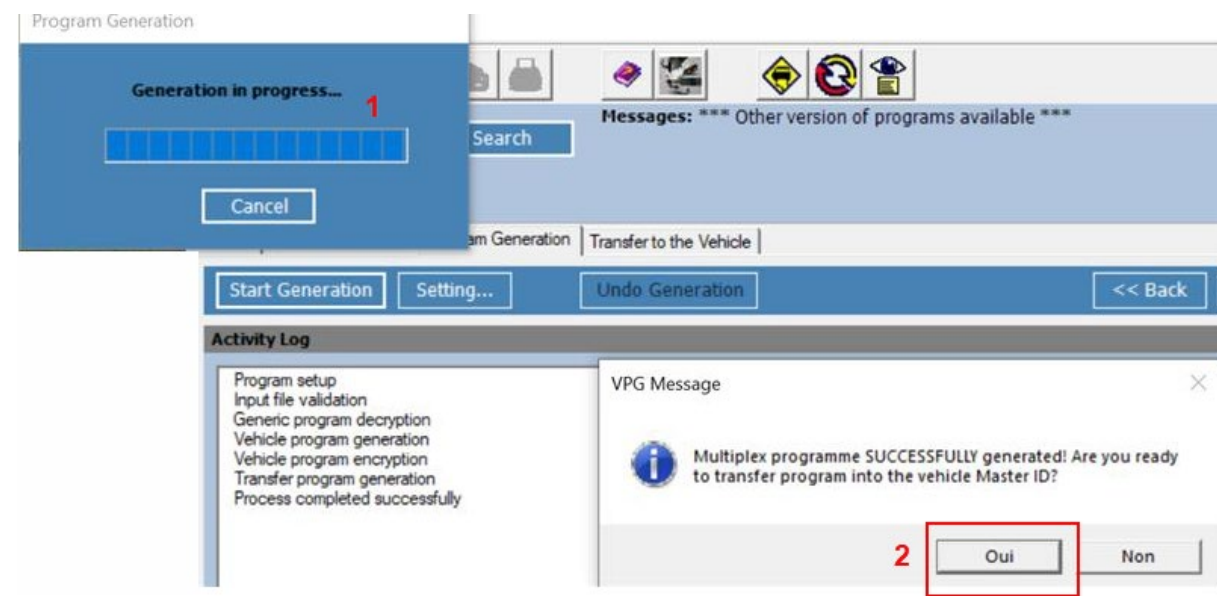 Program Generation
Generation in progress...
1
Cancel
Search
Messages: *** Other version of programs available ***
Generation
Transfer to the Vehicle
Start Generation
Setting...
Undo Generation
<< Back
Activity Log
Program setup
Input file validation
Generic program decryption
Vehicle program generation
Vehicle program encryption
Transfer program generation
Process completed successfully
VPG Message
Multiplex programme SUCCESSFULLY generated! Are you ready
to transfer program into the vehicle Master ID?
2
Oui
Non